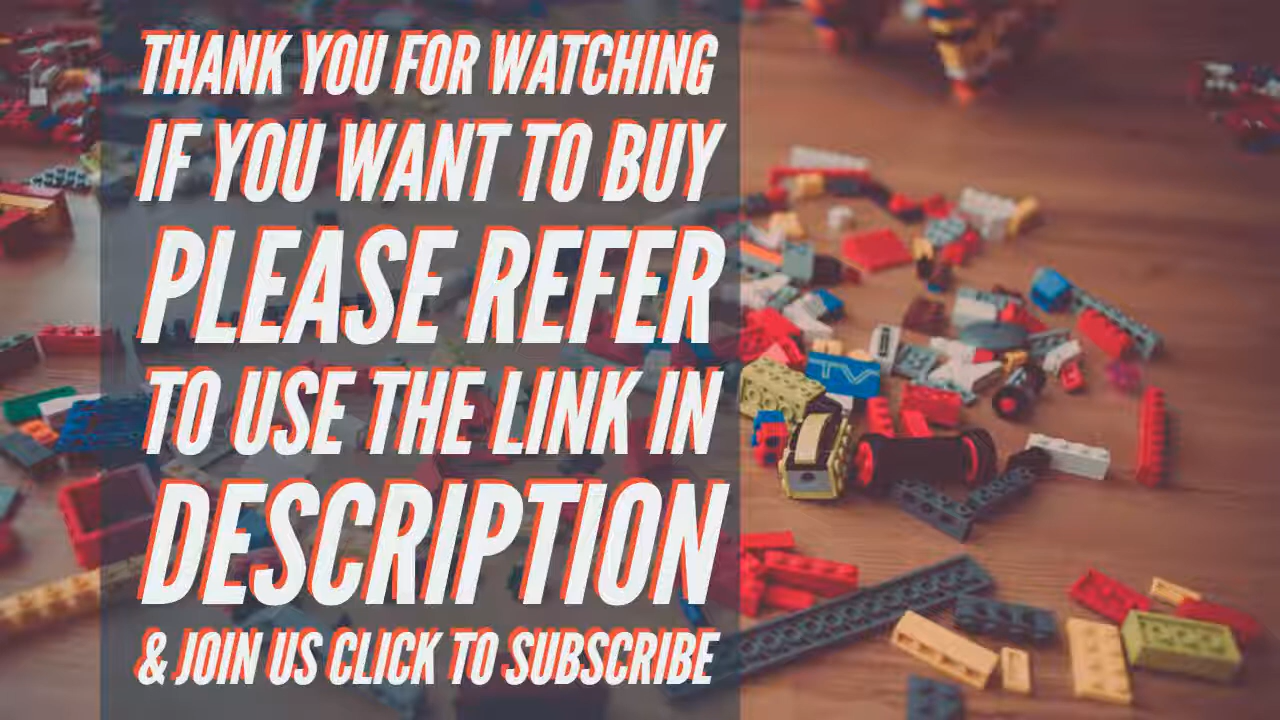 THANK YOU FOR WATCHING
IF YOU WANT TO BUY
PLEASE REFER
TO USE THE LINK IN
DESCRIPTION
& JOIN US CLICK TO SUBSCRIBE
TV